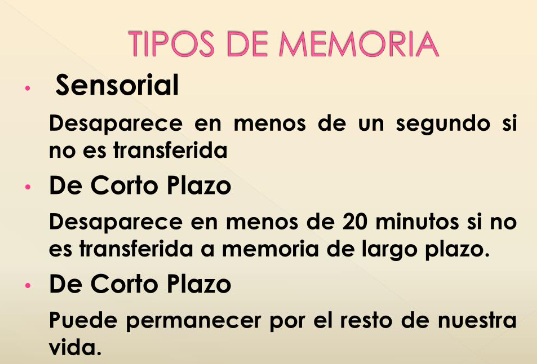 TIPOS DE MEMORIA
• Sensorial
Desaparece en menos de un segundo si
no es transferida
• De Corto Plazo
Desaparece en menos de 20 minutos si no
es transferida a memoria de largo plazo.
• De Corto Plazo
Puede permanecer por el resto de nuestra
vida.